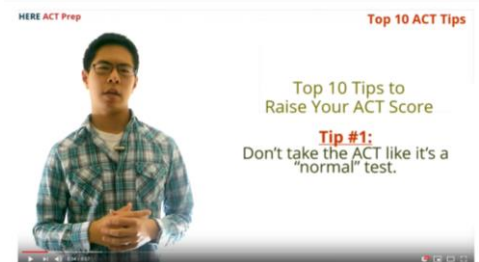 HERE ACT Prep
Top 10 ACT Tips
Top 10 Tips to
Raise Your ACT Score
Tip #1:
Don't take the ACT like it's a
“normal” test.